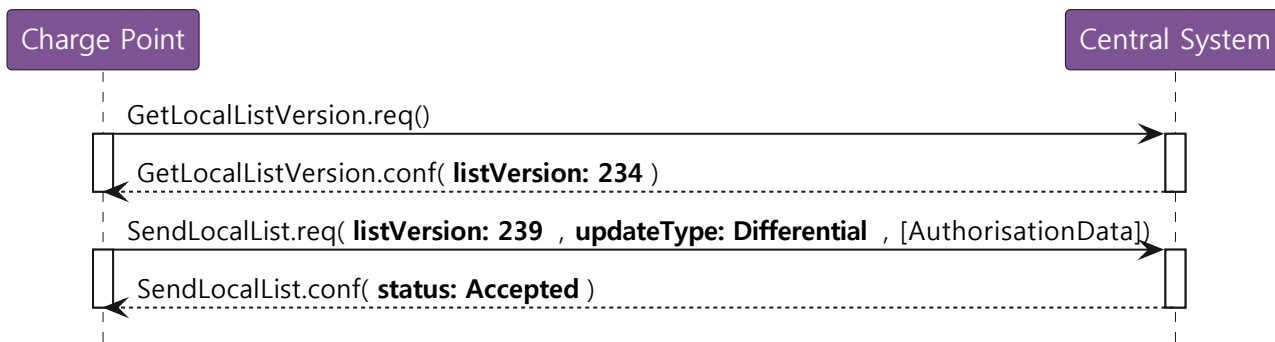 Charge Point
Central System
GetLocalListVersion.req()
GetLocalListVersion.conf( listVersion: 234 )
SendLocalList.req( listVersion: 239 , updateType: Differential , [AuthorisationData])
SendLocalList.conf( status: Accepted )